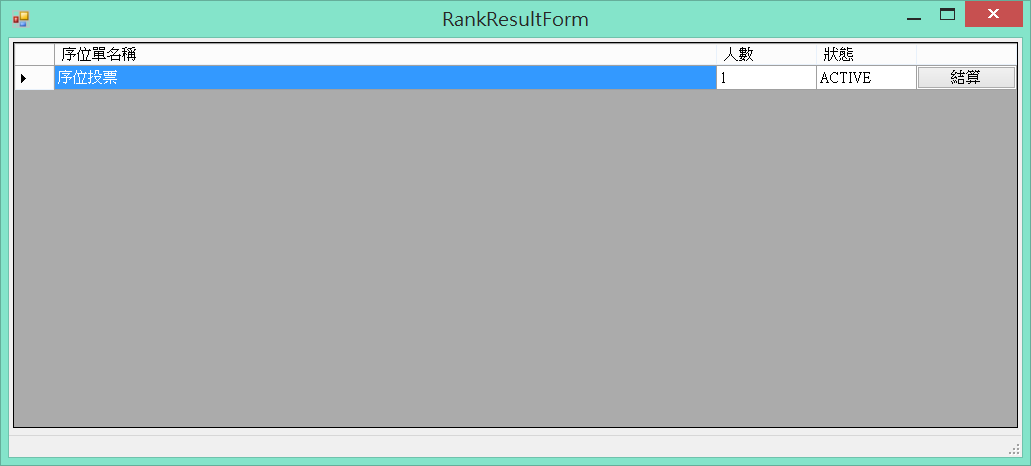 RankResultForm
序位單名稱 人數 狀態
序位投票 1 ACTIVE 結算